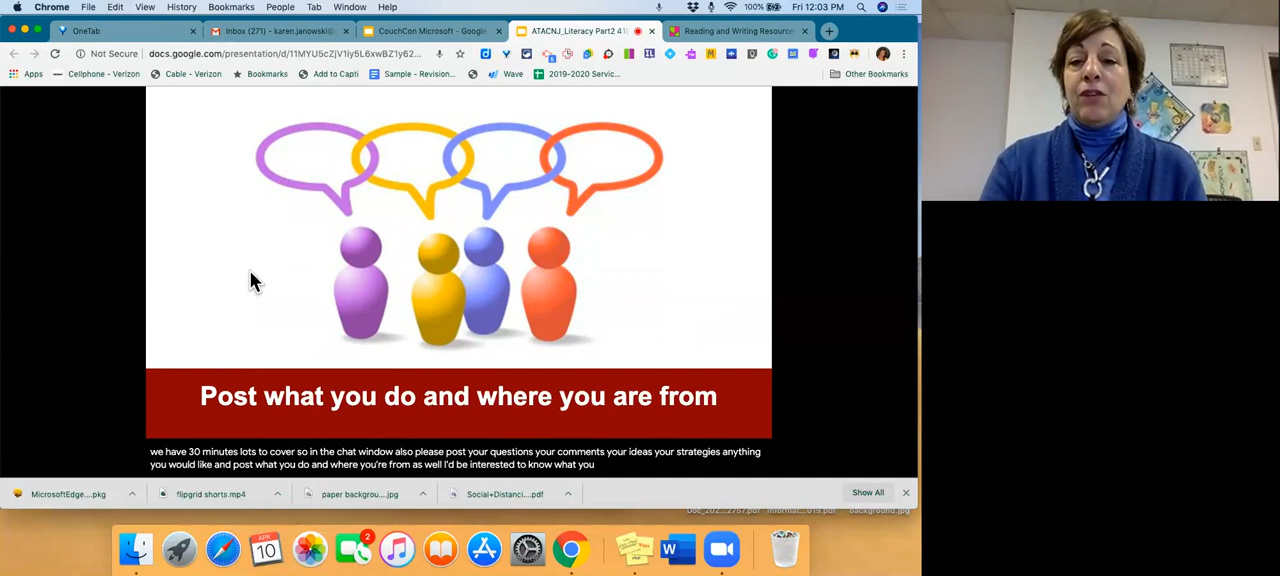 Chrome File Edit View History Bookmarks People Tab Window Help 100% Fri 12:03 PM
OneTab Inbox (271) - karen.janowski@ CouchCon Microsoft - Google ATACNJ_Literacy Part2 41 Reading and Writing Resource
Not Secure docs.google.com/presentation/d/11MYU5cZjV1iy5L6xwBZ1y62...
Apps Cellphone - Verizon Cable - Verizon Bookmarks Add to Capti Sample - Revision... Wave 2019-2020 Servic... Other Bookmarks
Post what you do and where you are from
we have 30 minutes lots to cover so in the chat window also please post your questions your comments your ideas your strategies anything
you would like and post what you do and where you're from as well I'd be interested to know what you
MicrosoftEdge....pkg flipgrid shorts.mp4 paper backgrou....jpg Social+Distanci....pdf Show All
background.jpg
APR
10
2